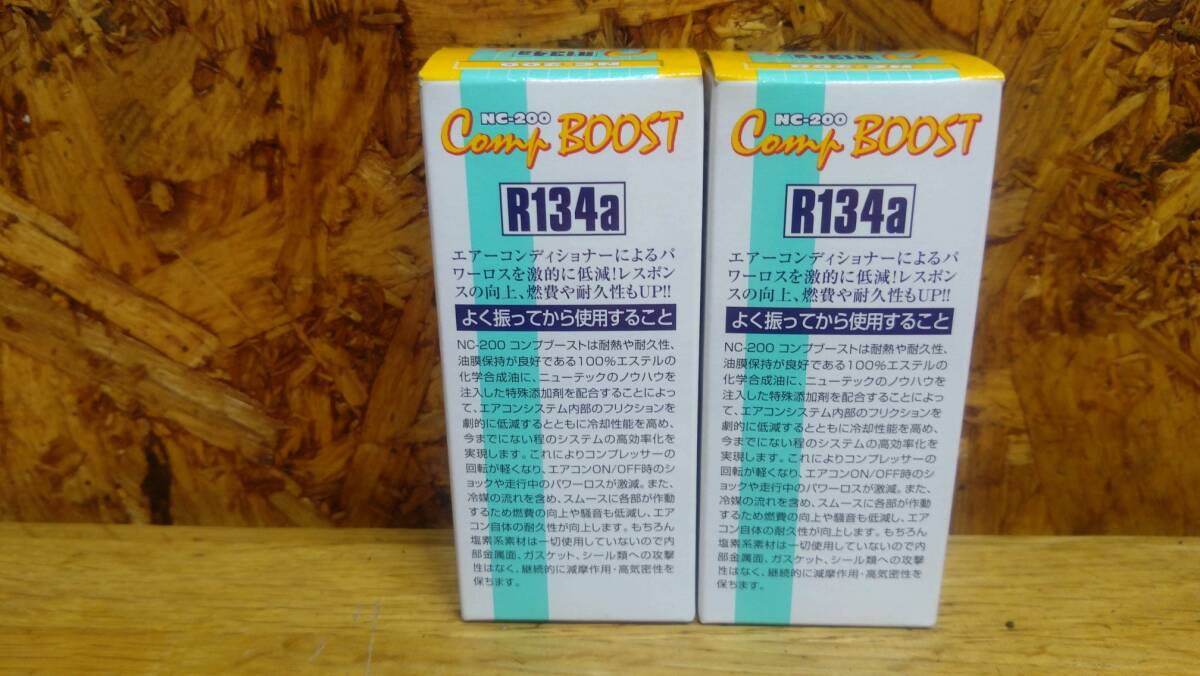 R134a
NC-200
NC-200
Comp BOOST
R134a
エアーコンディショナーによるパ
ワーロスを激的に低減!レスポン
スの向上、燃費や耐久性もUP!!
よく振ってから使用すること
NC-200 コンプブーストは耐熱や耐久性、
油膜保持が良好である100%エステルの
化学合成油に、ニューテックのノウハウを
注入した特殊添加剤を配合することによっ
て、エアコンシステム内部のフリクションを
劇的に低減するとともに冷却性能を高め、
今までにない程のシステムの高効率化を
実現します。これによりコンプレッサーの
回転が軽くなり、エアコンON/OFF時のシ
ョックや走行中のパワーロスが激減。また、
冷媒の流れを含め、スムースに各部が作動
するため燃費の向上や騒音も低減し、エア
コン自体の耐久性が向上します。もちろん
塩素系素材は一切使用していないので内
部金属面、ガスケット、シール類への攻撃
性はなく、継続的に減摩作用・高気密性を
保ちます。
R134a
NC-200
NC-200
Comp BOOST
R134a
エアーコンディショナーによるパ
ワーロスを激的に低減!レスポン
スの向上、燃費や耐久性もUP!!
よく振ってから使用すること
NC-200 コンプブーストは耐熱や耐久性、
油膜保持が良好である100%エステルの
化学合成油に、ニューテックのノウハウを
注入した特殊添加剤を配合することによっ
て、エアコンシステム内部のフリクションを
劇的に低減するとともに冷却性能を高め、
今までにない程のシステムの高効率化を
実現します。これによりコンプレッサーの
回転が軽くなり、エアコンON/OFF時のシ
ョックや走行中のパワーロスが激減。また、
冷媒の流れを含め、スムースに各部が作動
するため燃費の向上や騒音も低減し、エア
コン自体の耐久性が向上します。もちろん
塩素系素材は一切使用していないので内
部金属面、ガスケット、シール類への攻撃
性はなく、継続的に減摩作用・高気密性を
保ちます。